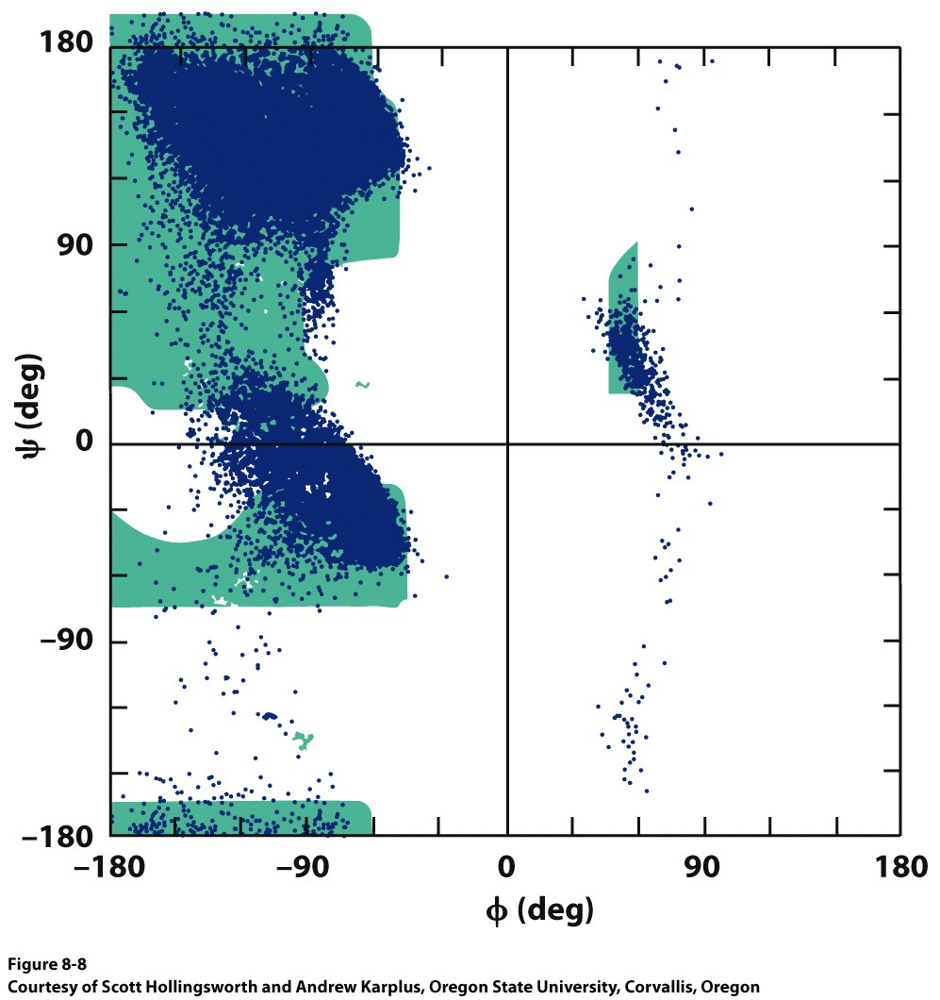 180
90
0
–90
–180
ψ (deg)
–180
–90
0
90
180
ϕ (deg)
Figure 8-8
Courtesy of Scott Hollingsworth and Andrew Karplus, Oregon State University, Corvallis, Oregon